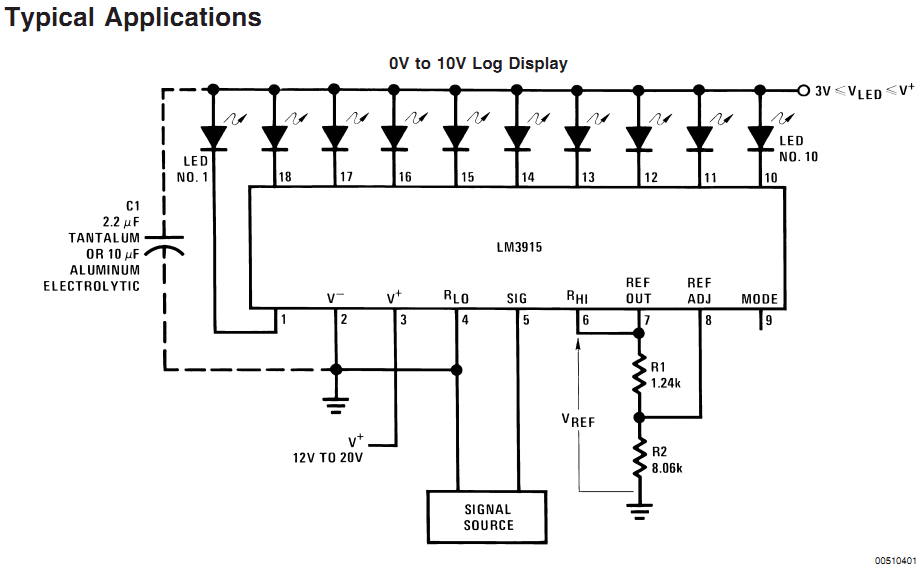 Typical Applications
0V to 10V Log Display
3V ≤ VLED ≤ V+
LED
NO. 1
LED
NO. 10
18
17
16
15
14
13
12
11
10
C1
2.2 µF
TANTALUM
OR 10 µF
ALUMINUM
ELECTROLYTIC
LM3915
V−
V+
RLO
SIG
RHI
REF
OUT
REF
ADJ
MODE
1
2
3
4
5
6
7
8
9
R1
1.24k
VREF
V+
12V TO 20V
R2
8.06k
SIGNAL
SOURCE
00510401